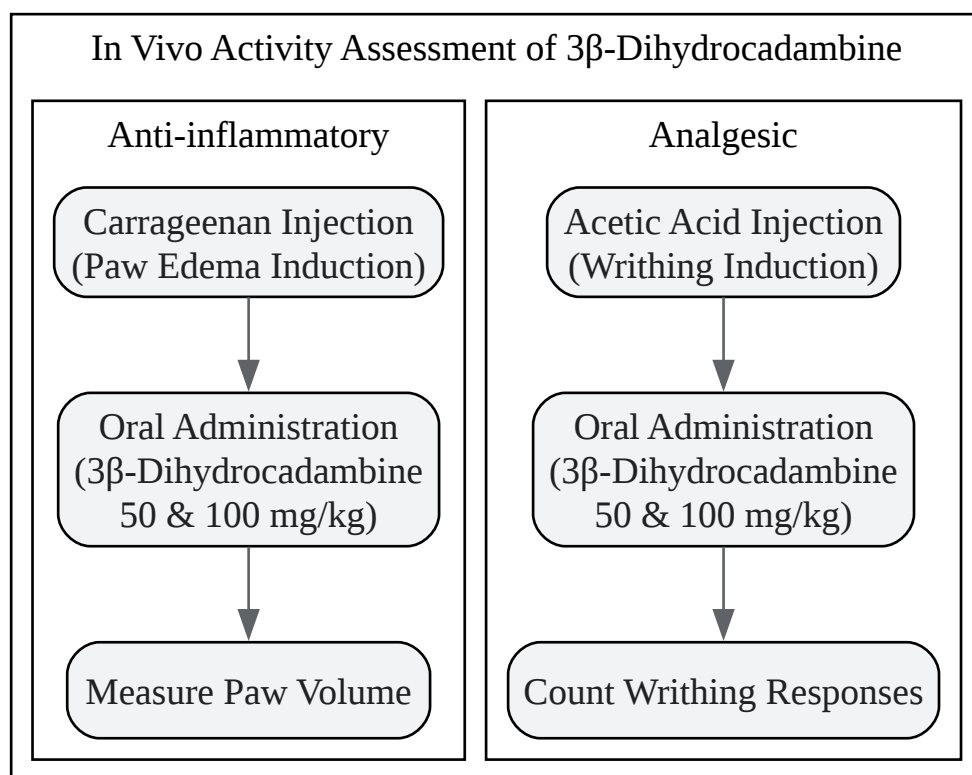 In Vivo Activity Assessment of 3β-Dihydrocadambine
Anti-inflammatory
Carrageenan Injection
(Paw Edema Induction)
Oral Administration
(3β-Dihydrocadambine
50 & 100 mg/kg)
Measure Paw Volume
Analgesic
Acetic Acid Injection
(Writhing Induction)
Oral Administration
(3β-Dihydrocadambine
50 & 100 mg/kg)
Count Writhing Responses